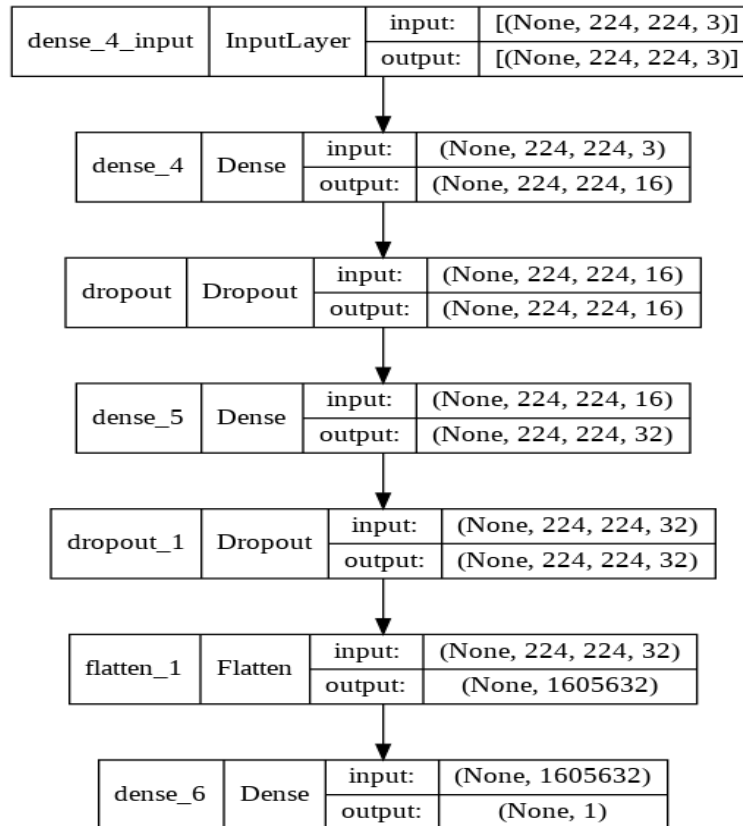 dense_4_input InputLayer input: [(None, 224, 224, 3)]
output: [(None, 224, 224, 3)]
dense_4 Dense input: (None, 224, 224, 3)
output: (None, 224, 224, 16)
dropout Dropout input: (None, 224, 224, 16)
output: (None, 224, 224, 16)
dense_5 Dense input: (None, 224, 224, 16)
output: (None, 224, 224, 32)
dropout_1 Dropout input: (None, 224, 224, 32)
output: (None, 224, 224, 32)
flatten_1 Flatten input: (None, 224, 224, 32)
output: (None, 1605632)
dense_6 Dense input: (None, 1605632)
output: (None, 1)